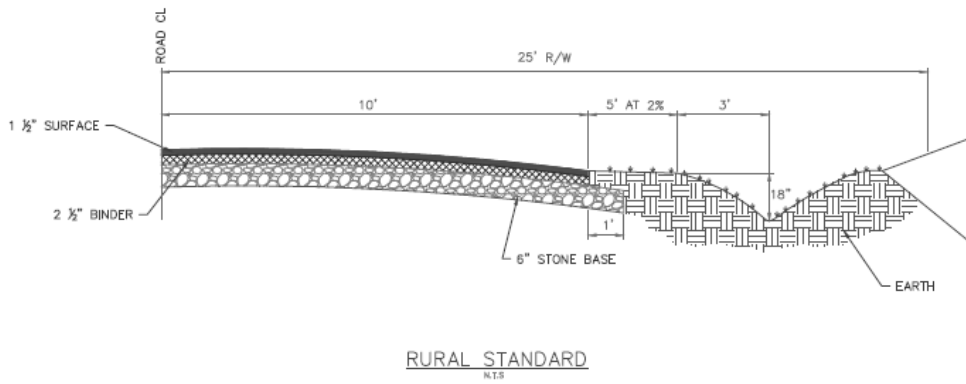 ROAD CL
25' R/W
10'
5' AT 2%
3'
1 ½" SURFACE
18"
2 ½" BINDER
1'
6" STONE BASE
EARTH
RURAL STANDARD
N.T.S